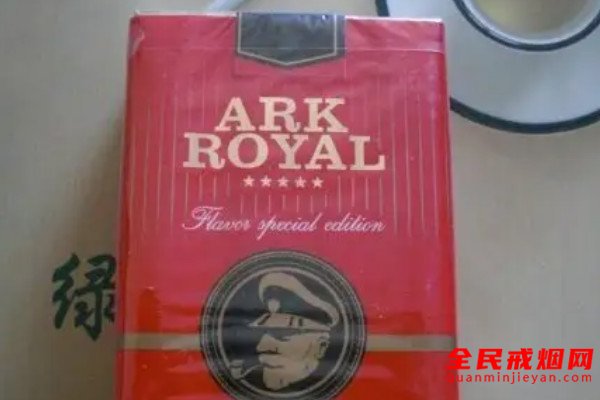 ARK
ROYAL
★★★★★
Flavor special edition
绿
全民戒烟网
quanminjieyan.com